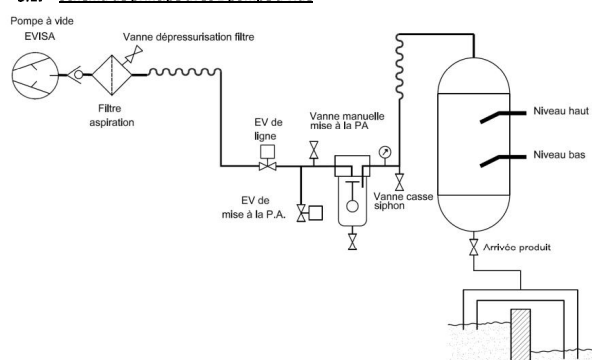 Pompe à vide
EVISA
Vanne dépressurisation filtre
Filtre
aspiration
EV de
ligne
Vanne manuelle
mise à la PA
EV de
mise à la P.A.
Vanne casse
siphon
Niveau haut
Niveau bas
Arrivée produit